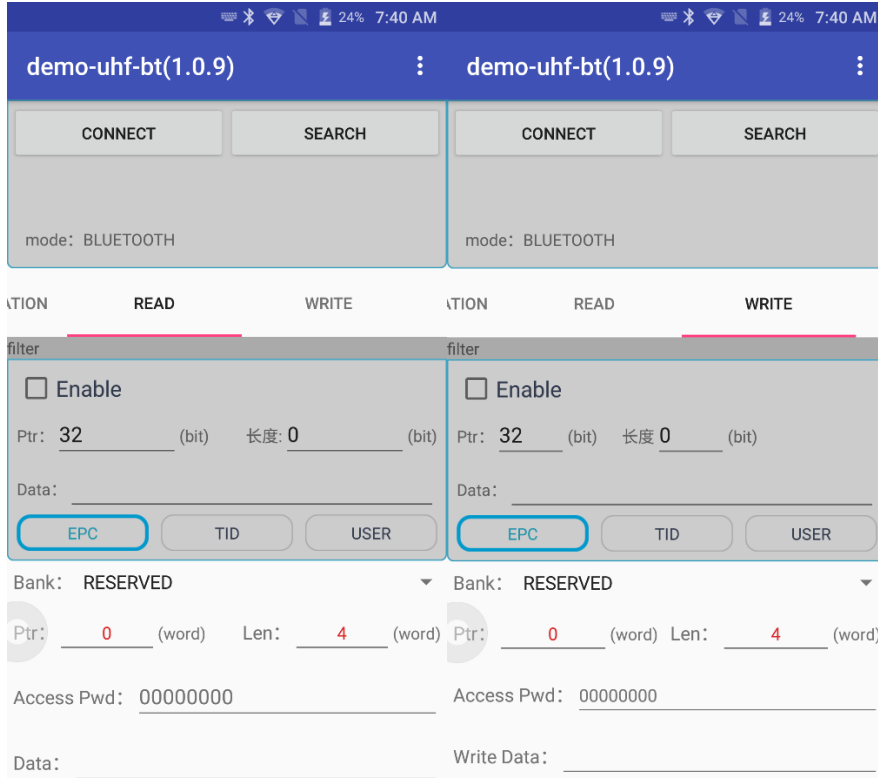 24% 7:40 AM
demo-uhf-bt(1.0.9)
CONNECT SEARCH
mode：BLUETOOTH
ATION READ WRITE
filter
Enable
Ptr：32 (bit) 长度: 0 (bit)
Data：
EPC TID USER
Bank： RESERVED
Ptr： 0 (word) Len： 4 (word)
Access Pwd： 00000000
Data：
24% 7:40 AM
demo-uhf-bt(1.0.9)
CONNECT SEARCH
mode：BLUETOOTH
ATION READ WRITE
filter
Enable
Ptr： 32 (bit) 长度 0 (bit)
Data：
EPC TID USER
Bank： RESERVED
Ptr： 0 (word) Len： 4 (word)
Access Pwd： 00000000
Write Data：